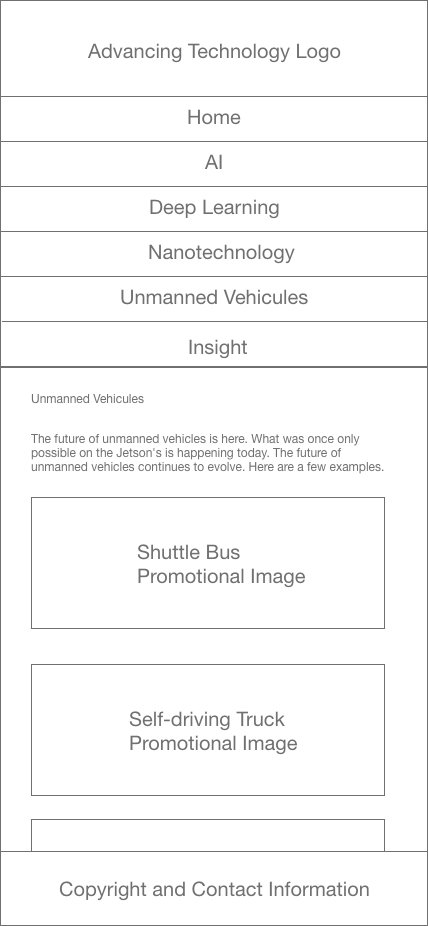 Advancing Technology Logo
Home
AI
Deep Learning
Nanotechnology
Unmanned Vehicules
Insight
Unmanned Vehicules
The future of unmanned vehicles is here. What was once only
possible on the Jetson's is happening today. The future of
unmanned vehicles continues to evolve. Here are a few examples.
Shuttle Bus
Promotional Image
Self-driving Truck
Promotional Image
Copyright and Contact Information